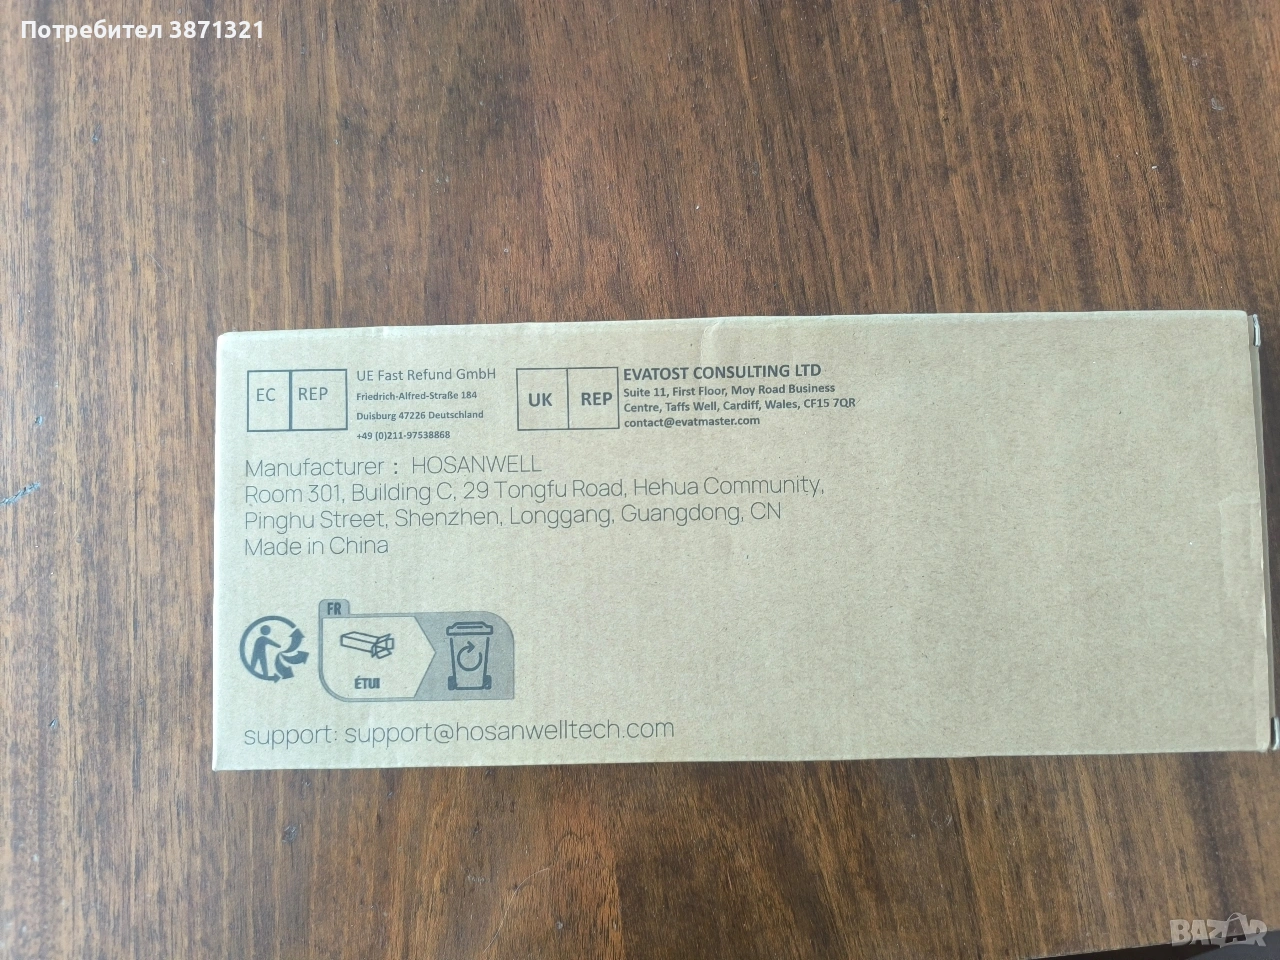 Потребител 3871321
EC REP
UE Fast Refund GmbH
Friedrich-Alfred-Straße 184
Duisburg 47226 Deutschland
+49 (0)211-97538868
UK REP
EVATOST CONSULTING LTD
Suite 11, First Floor, Moy Road Business
Centre, Taffs Well, Cardiff, Wales, CF15 7QR
contact@evatmaster.com
Manufacturer : HOSANWELL
Room 301, Building C, 29 Tongfu Road, Hehua Community,
Pinghu Street, Shenzhen, Longgang, Guangdong, CN
Made in China
FR
ÉTUI
support: support@hosanwelltech.com
BAZAR